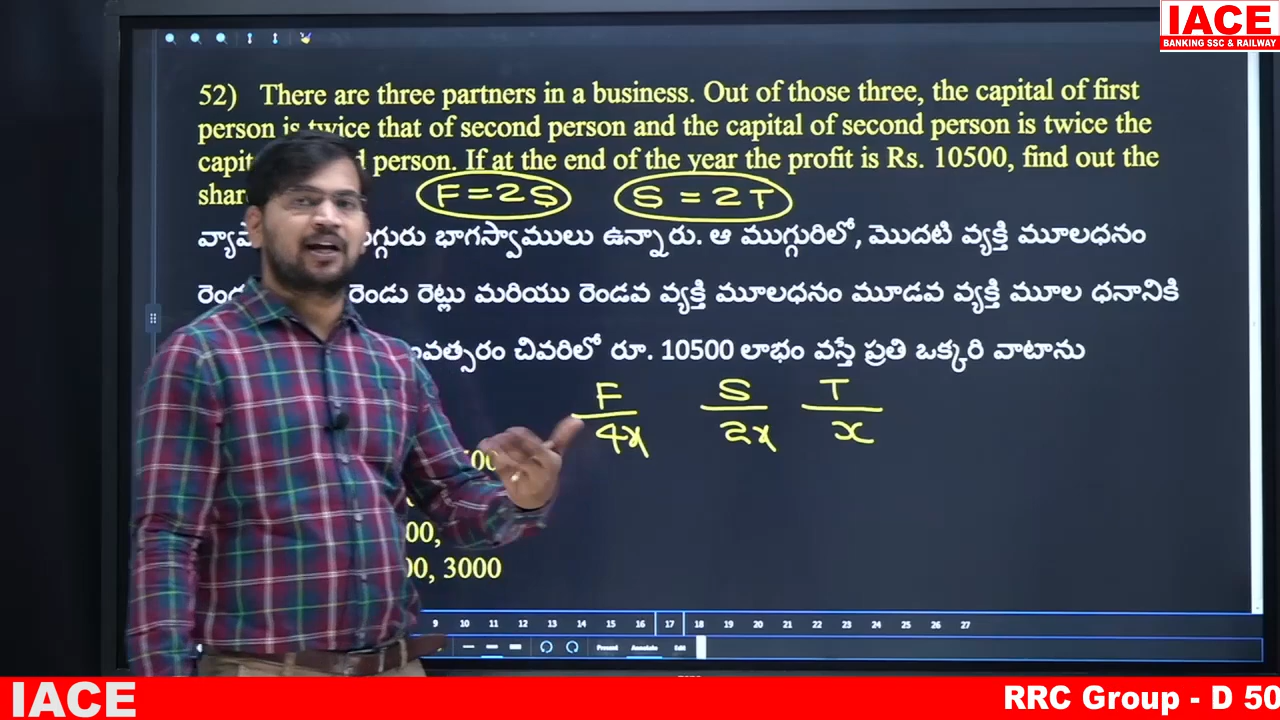 IACE
BANKING SSC & RAILWAY
52) There are three partners in a business. Out of those three, the capital of first
person is twice that of second person and the capital of second person is twice the
person. If at the end of the year the profit is Rs. 10500, find out the
F = 2S S = 2T
భాగస్వాములు ఉన్నారు. ఆ ముగ్గురిలో, మొదటి వ్యక్తి మూలధనం
రెండు రెట్లు మరియు రెండవ వ్యక్తి మూలధనం మూడవ వ్యక్తి మూల ధనానికి
చివరిలో రూ. 10500 లాభం వస్తే ప్రతి ఒక్కరి వాటాను
F S T
4x 2x x
3000
9 10 11 12 13 14 15 16 17 18 19 20 21 22 23 24 25 26 27
Present Annotate Edit
IACE
RRC Group - D 50